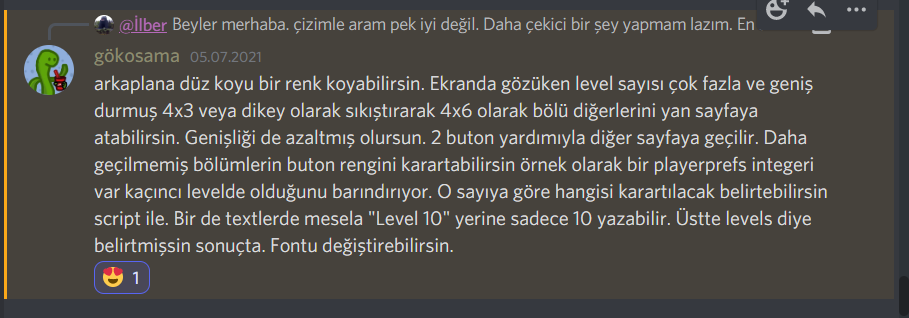 @İlber Beyler merhaba. çizimle aram pek iyi değil. Daha çekici bir şey yapmam lazım. En
gökosama 05.07.2021
arkaplana düz koyu bir renk koyabilirsin. Ekranda gözüken level sayısı çok fazla ve geniş
durmuş 4x3 veya dikey olarak sıkıştırarak 4x6 olarak bölü diğerlerini yan sayfaya
atabilirsin. Genişliği de azaltmış olursun. 2 buton yardımıyla diğer sayfaya geçilir. Daha
geçilmemiş bölümlerin buton rengini karartabilirsin örnek olarak bir playerprefs integeri
var kaçıncı levelde olduğunu barındırıyor. O sayıya göre hangisi karartılacak belirtebilirsin
script ile. Bir de textlerde mesela "Level 10" yerine sadece 10 yazabilir. Üstte levels diye
belirtmişsin sonuçta. Fontu değiştirebilirsin.
1